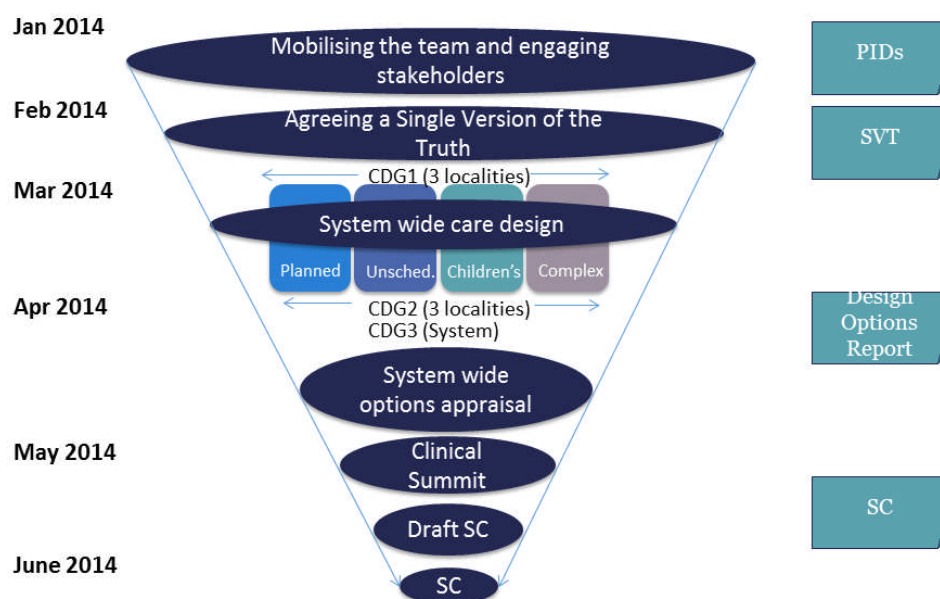 Jan 2014
Mobilising the team and engaging
stakeholders
PIDs
Feb 2014
Agreeing a Single Version of the
Truth
SVT
CDG1 (3 localities)
Mar 2014
System wide care design
Planned
Unsched.
Children's
Complex
Apr 2014
CDG2 (3 localities)
CDG3 (System)
Design
Options
Report
System wide
options appraisal
May 2014
Clinical
Summit
SC
Draft SC
June 2014
SC